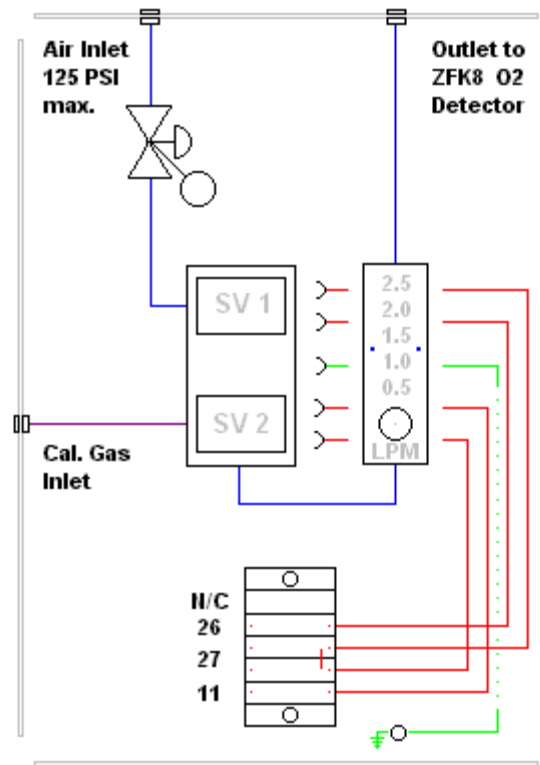 Air Inlet
125 PSI
max.
Outlet to
ZFK8 O2
Detector
SV 1
SV 2
2.5
2.0
1.5
1.0
0.5
LPM
Cal. Gas
Inlet
N/C
26
27
11